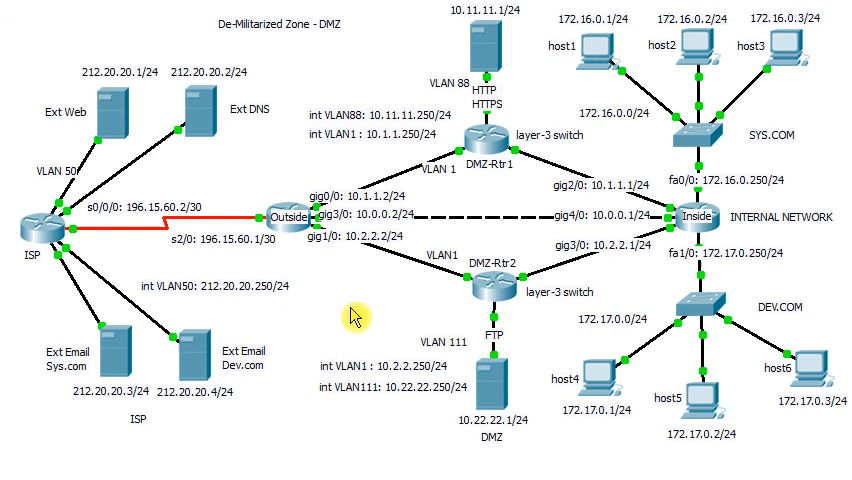 De-Militarized Zone - DMZ
212.20.20.1/24
212.20.20.2/24
Ext Web
Ext DNS
VLAN 50
s0/0/0: 196.15.60.2/30
s2/0: 196.15.60.1/30
ISP
int VLAN50: 212.20.20.250/24
Ext Email
Sys.com
212.20.20.3/24
Ext Email
Dev.com
212.20.20.4/24
ISP
Outside
gig0/0: 10.1.1.2/24
gig3/0: 10.0.0.2/24
gig1/0: 10.2.2.2/24
10.11.11.1/24
VLAN 88
HTTP
HTTPS
int VLAN88: 10.11.11.250/24
int VLAN1 : 10.1.1.250/24
layer-3 switch
DMZ-Rtr1
VLAN 1
VLAN1
DMZ-Rtr2
layer-3 switch
VLAN 111
FTP
int VLAN1 : 10.2.2.250/24
int VLAN111: 10.22.22.250/24
10.22.22.1/24
DMZ
gig2/0: 10.1.1.1/24
gig4/0: 10.0.0.1/24
gig3/0: 10.2.2.1/24
Inside
INTERNAL NETWORK
172.16.0.1/24
172.16.0.2/24
172.16.0.3/24
host1
host2
host3
172.16.0.0/24
SYS.COM
fa0/0: 172.16.0.250/24
fa1/0: 172.17.0.250/24
172.17.0.0/24
DEV.COM
host4
172.17.0.1/24
host5
172.17.0.2/24
host6
172.17.0.3/24